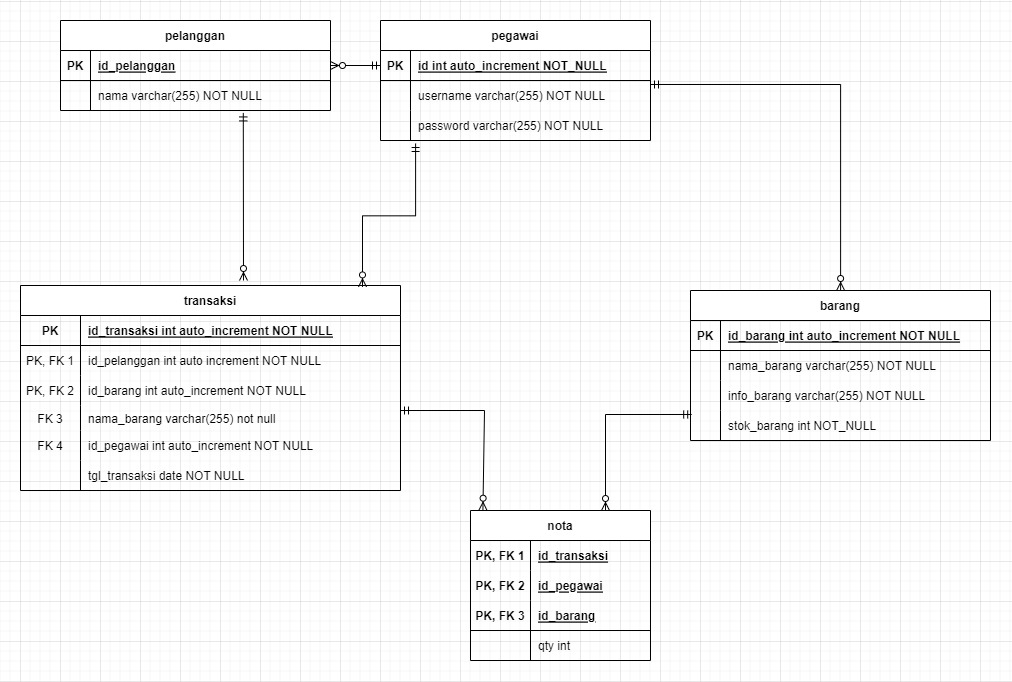 pelanggan
PK id_pelanggan
nama varchar(255) NOT NULL
pegawai
PK id int auto_increment NOT_NULL
username varchar(255) NOT NULL
password varchar(255) NOT NULL
transaksi
PK id_transaksi int auto_increment NOT NULL
PK, FK 1 id_pelanggan int auto increment NOT NULL
PK, FK 2 id_barang int auto_increment NOT NULL
FK 3 nama_barang varchar(255) not null
FK 4 id_pegawai int auto_increment NOT NULL
tgl_transaksi date NOT NULL
barang
PK id_barang int auto_increment NOT NULL
nama_barang varchar(255) NOT NULL
info_barang varchar(255) NOT NULL
stok_barang int NOT_NULL
nota
PK, FK 1 id_transaksi
PK, FK 2 id_pegawai
PK, FK 3 id_barang
qty int